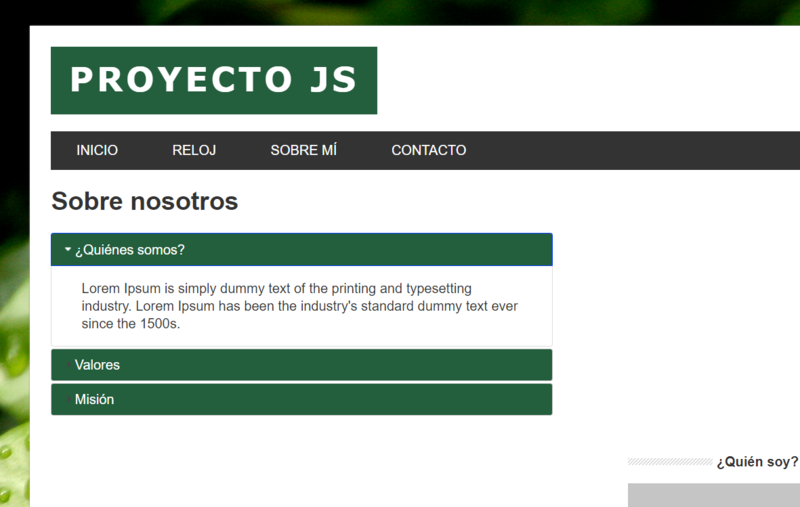 PROYECTO JS
INICIO RELOJ SOBRE MÍ CONTACTO
Sobre nosotros
¿Quiénes somos?
Lorem Ipsum is simply dummy text of the printing and typesetting
industry. Lorem Ipsum has been the industry's standard dummy text ever
since the 1500s.
Valores
Misión
¿Quién soy?